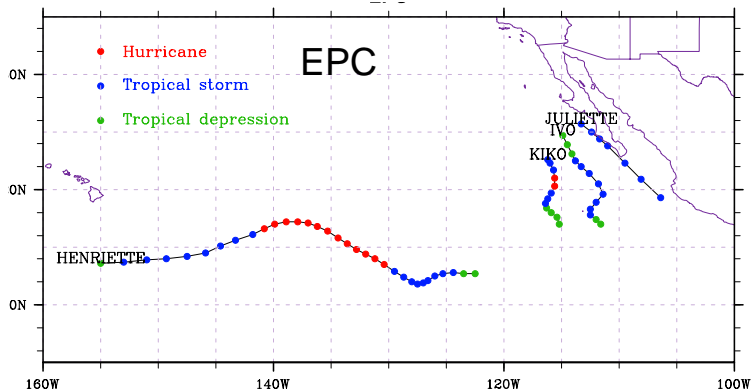 Hurricane
EPC
0N
Tropical storm
Tropical depression
JULIETTE
IVO
KIKO
0N
HENRIETTE
0N
160W 140W 120W 100W